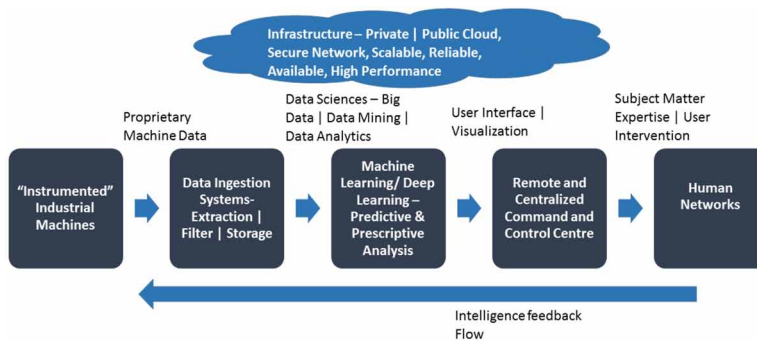 Infrastructure – Private | Public Cloud,
Secure Network, Scalable, Reliable,
Available, High Performance
Proprietary
Machine Data
Data Sciences – Big
Data | Data Mining |
Data Analytics
User Interface |
Visualization
Subject Matter
Expertise | User
Intervention
“Instrumented”
Industrial
Machines
Data Ingestion
Systems-
Extraction |
Filter | Storage
Machine
Learning/ Deep
Learning –
Predictive &
Prescriptive
Analysis
Remote and
Centralized
Command and
Control Centre
Human
Networks
Intelligence feedback
Flow